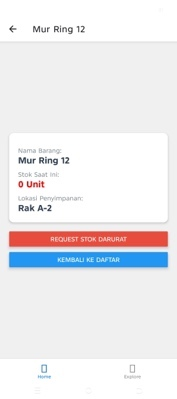 Mur Ring 12
Nama Barang:
Mur Ring 12
Stok Saat Ini:
0 Unit
Lokasi Penyimpanan:
Rak A-2
REQUEST STOK DARURAT
KEMBALI KE DAFTAR
Home
Explore